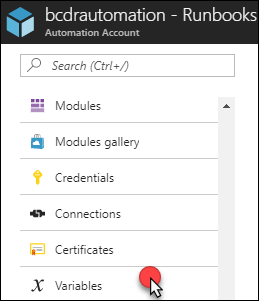 bcdrautomation - Runbooks
Automation Account
Search (Ctrl+/)
Modules
Modules gallery
Credentials
Connections
Certificates
Variables